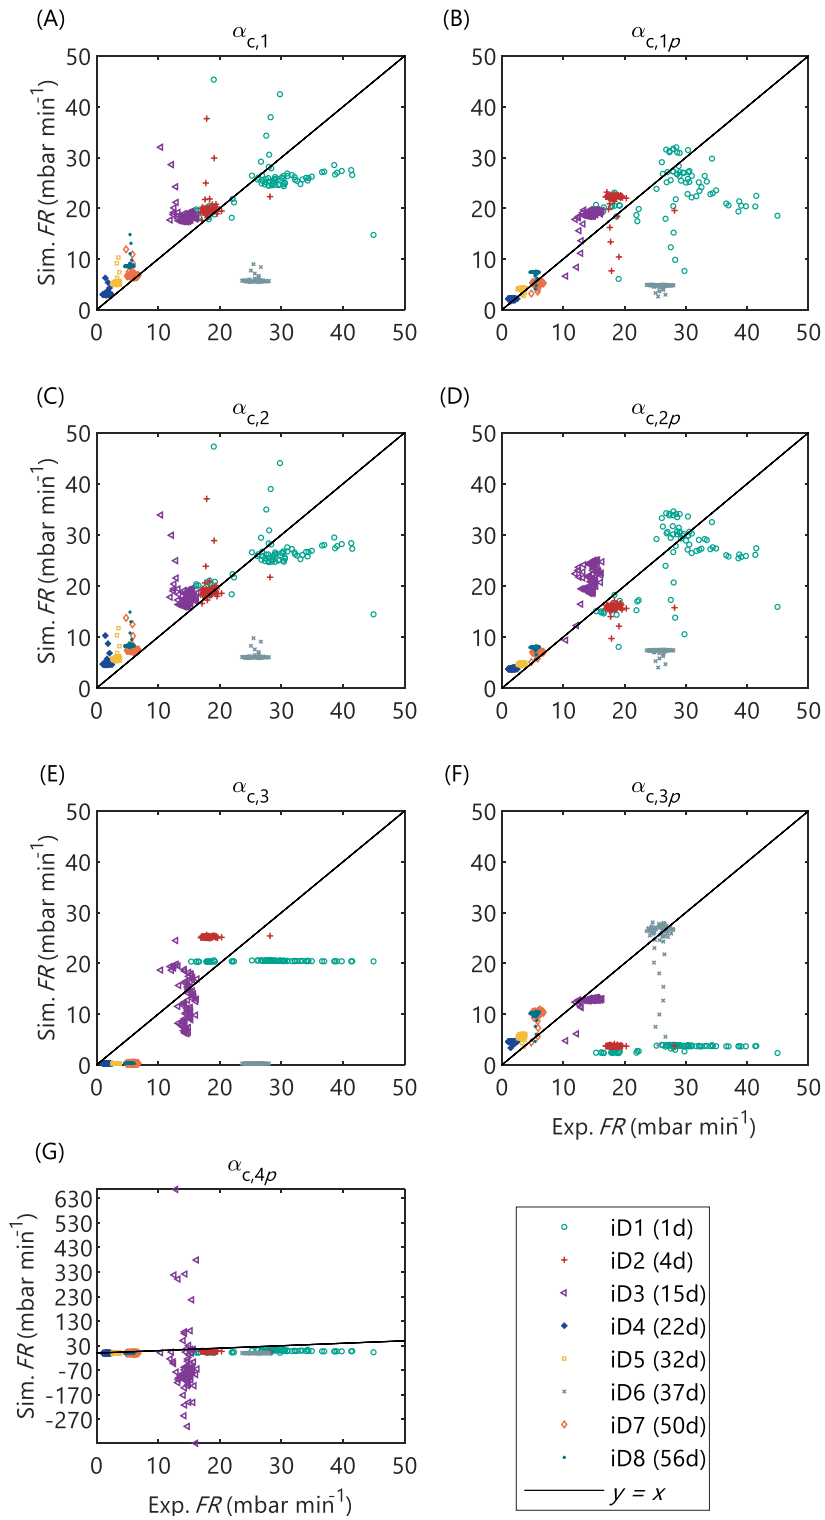 (A)
α c,1
50
40
30
20
10
0
Sim. FR (mbar min⁻¹)
0 10 20 30 40 50
(B)
α c,1p
50
40
30
20
10
0
0 10 20 30 40 50
(C)
α c,2
50
40
30
20
10
0
Sim. FR (mbar min⁻¹)
0 10 20 30 40 50
(D)
α c,2p
50
40
30
20
10
0
0 10 20 30 40 50
(E)
α c,3
50
40
30
20
10
0
Sim. FR (mbar min⁻¹)
0 10 20 30 40 50
(F)
α c,3p
50
40
30
20
10
0
0 10 20 30 40 50
Exp. FR (mbar min⁻¹)
(G)
α c,4p
630
530
430
330
230
130
30
-70
-170
-270
Sim. FR (mbar min⁻¹)
0 10 20 30 40 50
Exp. FR (mbar min⁻¹)
iD1 (1d)
iD2 (4d)
iD3 (15d)
iD4 (22d)
iD5 (32d)
iD6 (37d)
iD7 (50d)
iD8 (56d)
y = x